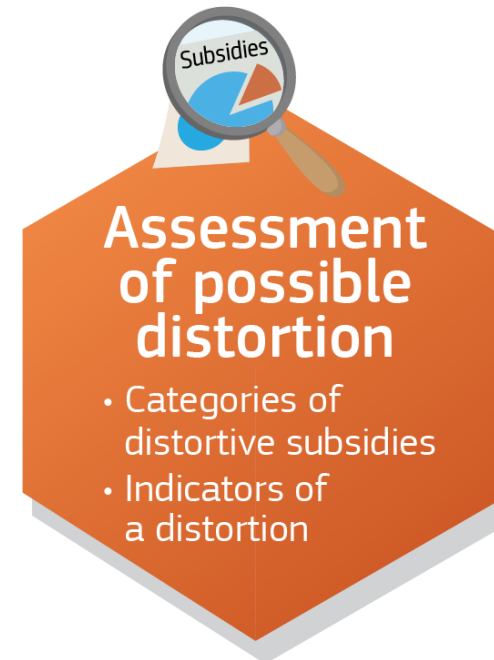 Subsidies
Assessment
of possible
distortion
• Categories of
distortive subsidies
• Indicators of
a distortion